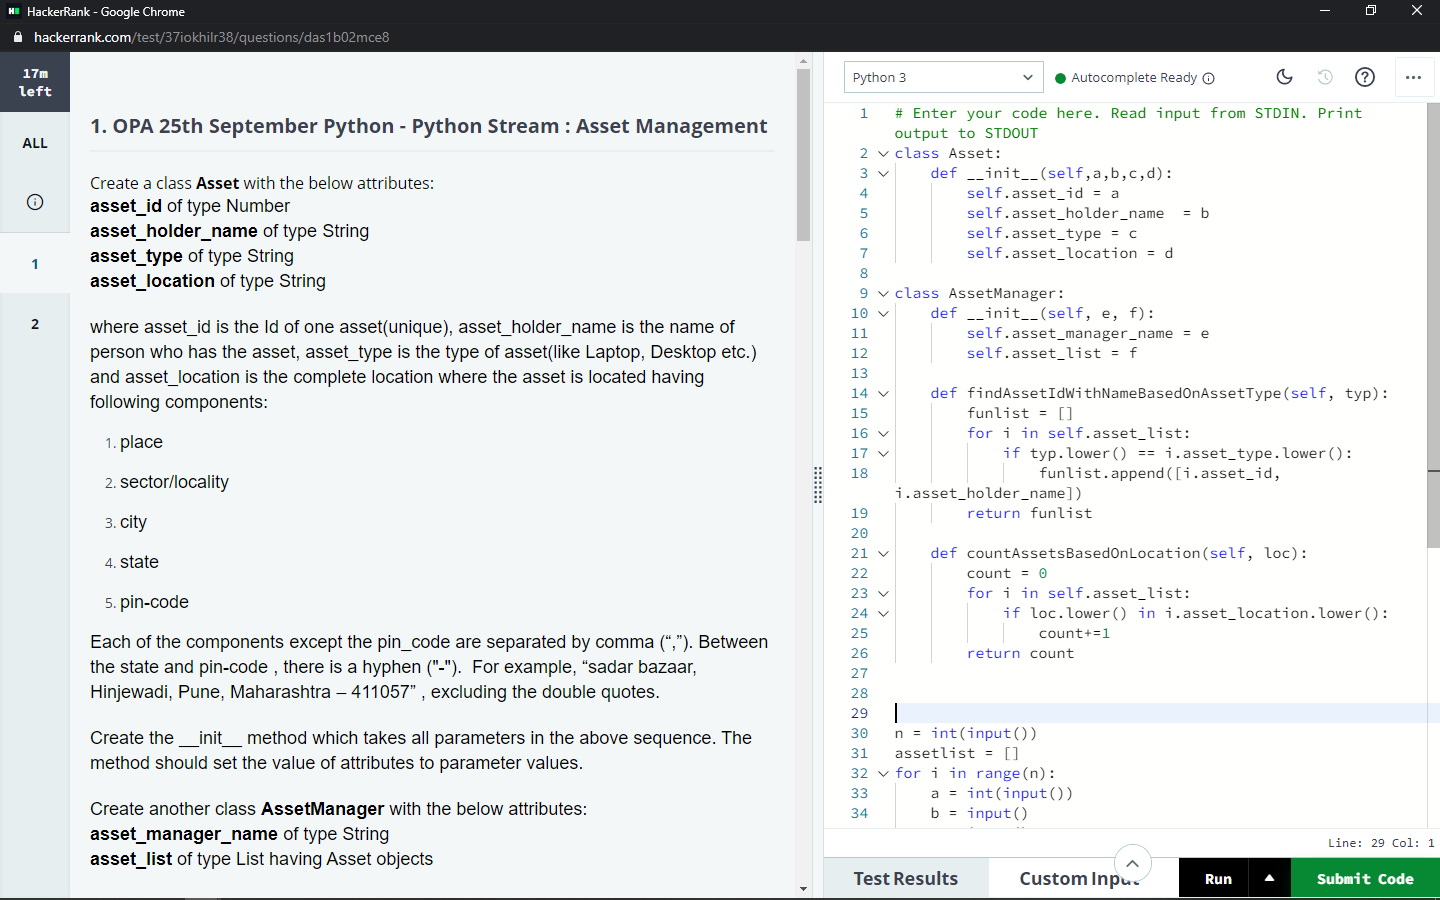 HackerRank - Google Chrome
hackerrank.com/test/37iokhilr38/questions/das1b02mce8
17m
left
ALL
1
2
1. OPA 25th September Python - Python Stream : Asset Management
Create a class Asset with the below attributes:
asset_id of type Number
asset_holder_name of type String
asset_type of type String
asset_location of type String
where asset_id is the Id of one asset(unique), asset_holder_name is the name of
person who has the asset, asset_type is the type of asset(like Laptop, Desktop etc.)
and asset_location is the complete location where the asset is located having
following components:
1. place
2. sector/locality
3. city
4. state
5. pin-code
Each of the components except the pin_code are separated by comma (“,”). Between
the state and pin-code , there is a hyphen ("-").  For example, “sadar bazaar,
Hinjewadi, Pune, Maharashtra – 411057” , excluding the double quotes.
Create the __init__ method which takes all parameters in the above sequence. The
method should set the value of attributes to parameter values.
Create another class AssetManager with the below attributes:
asset_manager_name of type String
asset_list of type List having Asset objects
Python 3
Autocomplete Ready
1 # Enter your code here. Read input from STDIN. Print
output to STDOUT
2 class Asset:
3     def __init__(self,a,b,c,d):
4         self.asset_id = a
5         self.asset_holder_name  = b
6         self.asset_type = c
7         self.asset_location = d
8
9 class AssetManager:
10     def __init__(self, e, f):
11         self.asset_manager_name = e
12         self.asset_list = f
13
14     def findAssetIdWithNameBasedOnAssetType(self, typ):
15         funlist = []
16         for i in self.asset_list:
17             if typ.lower() == i.asset_type.lower():
18                 funlist.append([i.asset_id,
i.asset_holder_name])
19         return funlist
20
21     def countAssetsBasedOnLocation(self, loc):
22         count = 0
23         for i in self.asset_list:
24             if loc.lower() in i.asset_location.lower():
25                 count+=1
26         return count
27
28
29
30 n = int(input())
31 assetlist = []
32 for i in range(n):
33     a = int(input())
34     b = input()
Line: 29 Col: 1
Test Results
Custom Input
Run
Submit Code